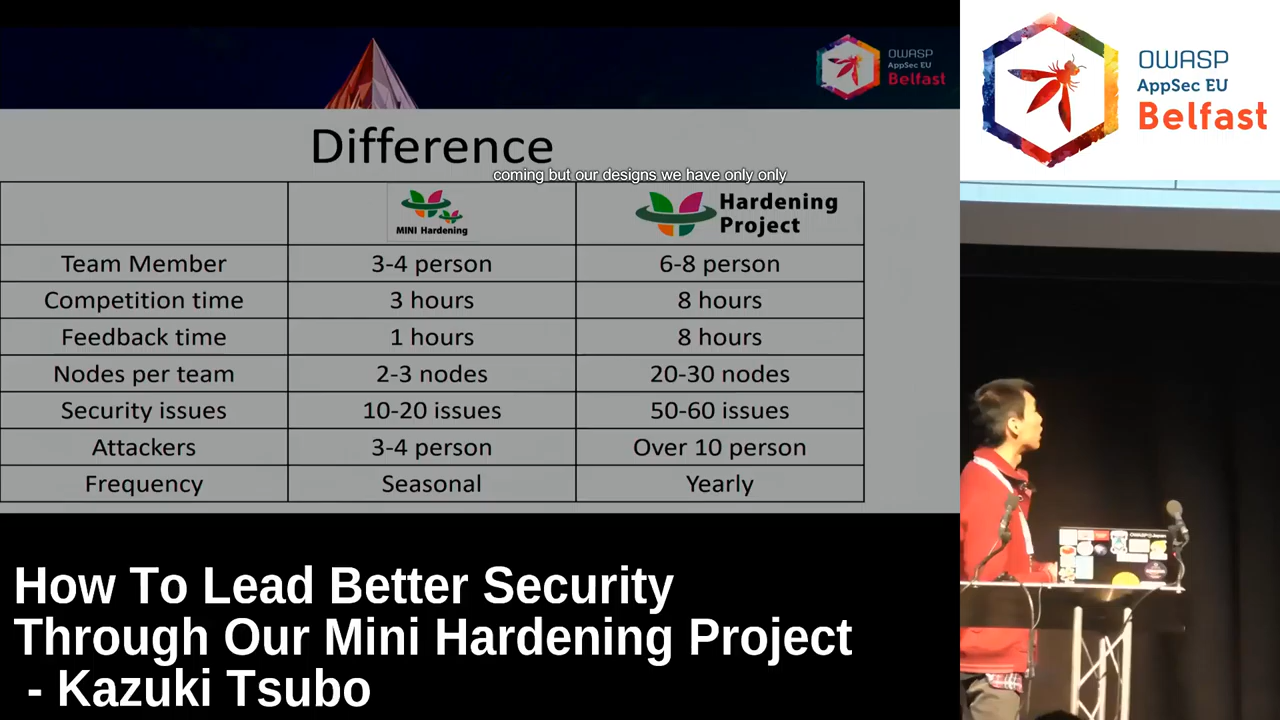 OWASP
AppSec EU
Belfast
OWASP
AppSec EU
Belfast
Difference
coming but our designs we have only only
MINI Hardening
Hardening
Project
Team Member 3-4 person 6-8 person
Competition time 3 hours 8 hours
Feedback time 1 hours 8 hours
Nodes per team 2-3 nodes 20-30 nodes
Security issues 10-20 issues 50-60 issues
Attackers 3-4 person Over 10 person
Frequency Seasonal Yearly
How To Lead Better Security
Through Our Mini Hardening Project
- Kazuki Tsubo